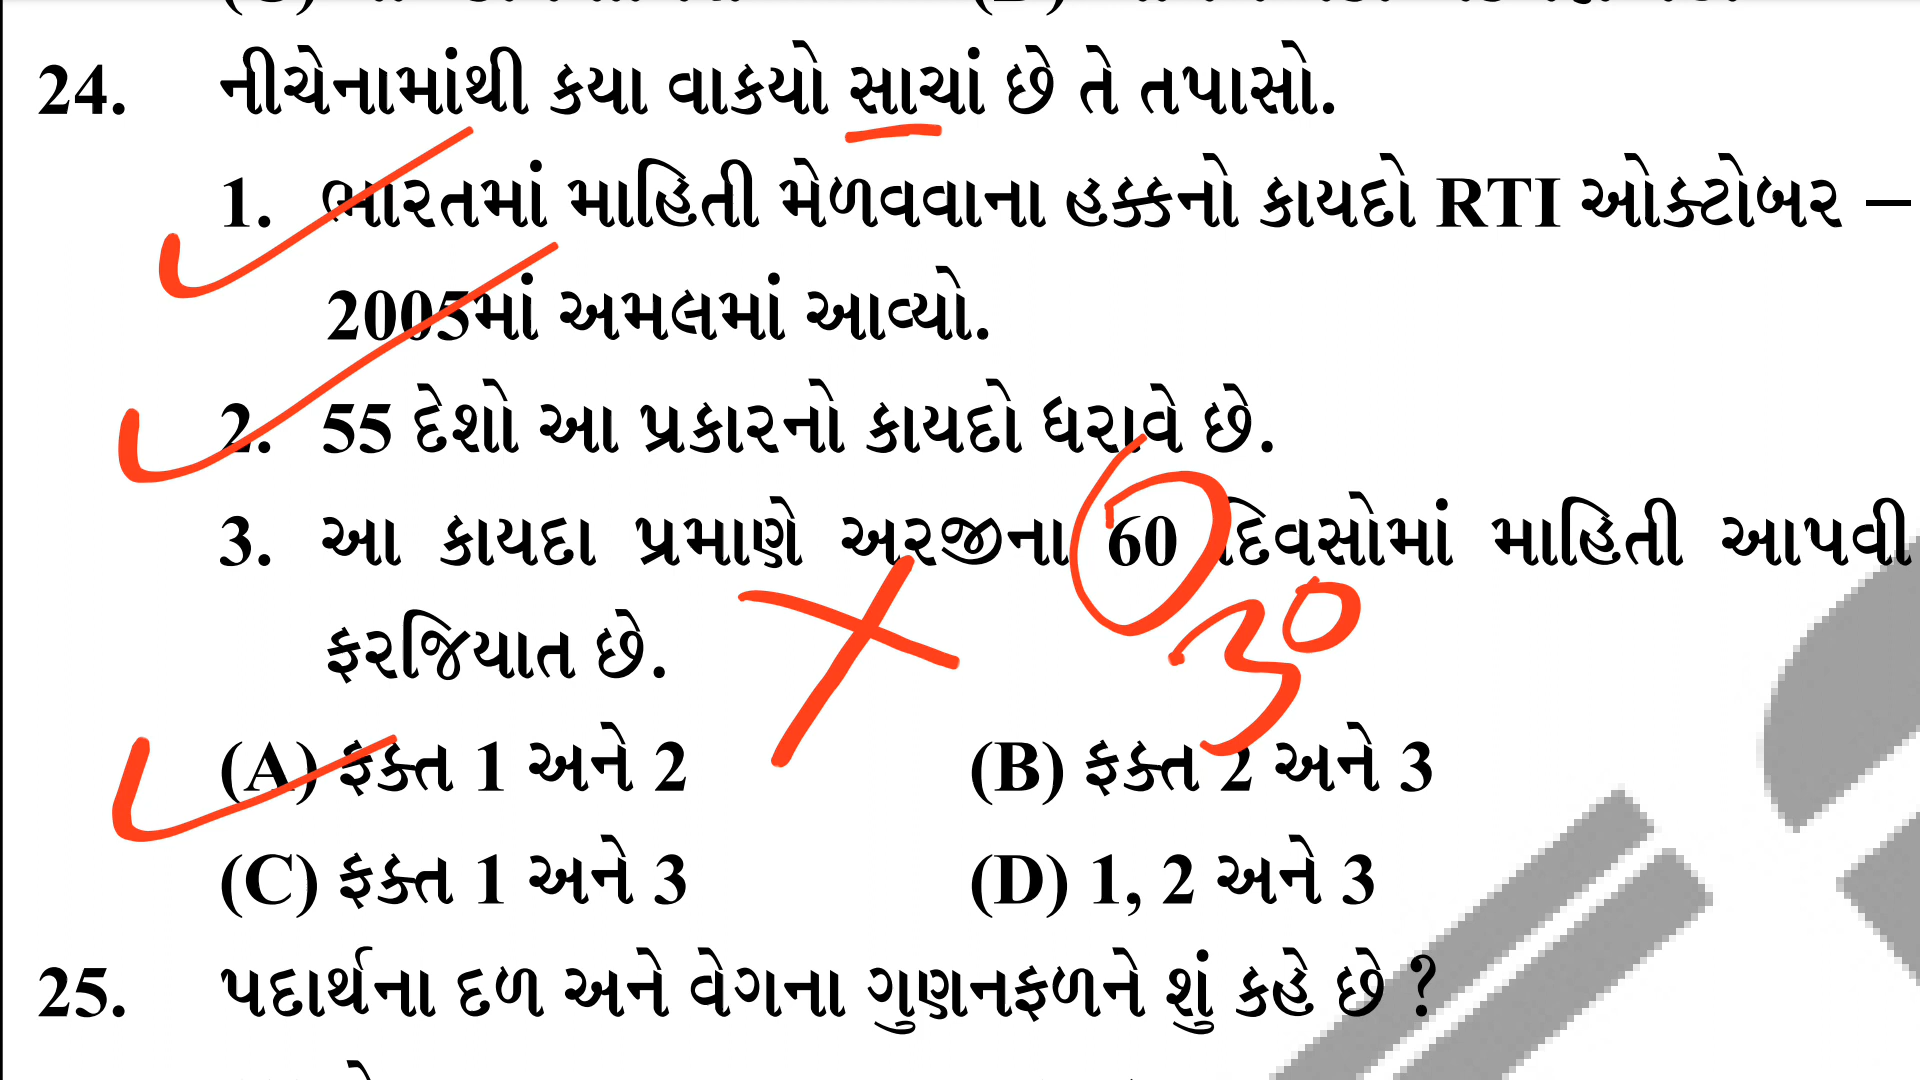 24. નીચેનામાંથી કયા વાકયો સાચાં છે તે તપાસો.
1. ભારતમાં માહિતી મેળવવાના હક્કનો કાયદો RTI ઓક્ટોબર –
2005માં અમલમાં આવ્યો.
2. 55 દેશો આ પ્રકારનો કાયદો ધરાવે છે.
3. આ કાયદા પ્રમાણે અરજીના 60 દિવસોમાં માહિતી આપવી
ફરજિયાત છે.
30
(A) ફક્ત 1 અને 2 (B) ફક્ત 2 અને 3
(C) ફક્ત 1 અને 3 (D) 1, 2 અને 3
25. પદાર્થના દળ અને વેગના ગુણનફળને શું કહે છે ?